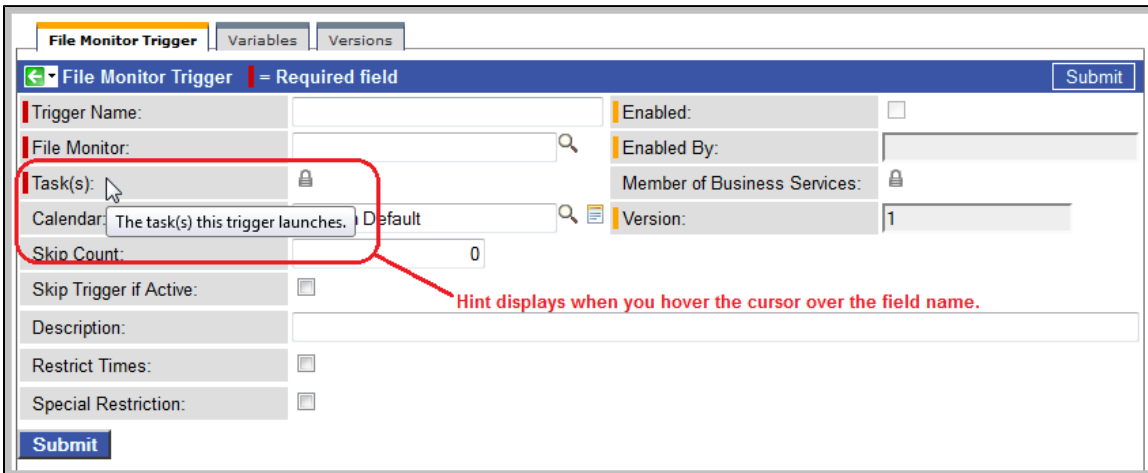 File Monitor Trigger Variables Versions
File Monitor Trigger = Required field Submit
Trigger Name: Enabled:
File Monitor: Enabled By:
Task(s): Member of Business Services:
Calendar: The task(s) this trigger launches. Default Version: 1
Skip Count: 0
Skip Trigger if Active:
Hint displays when you hover the cursor over the field name.
Description:
Restrict Times:
Special Restriction:
Submit